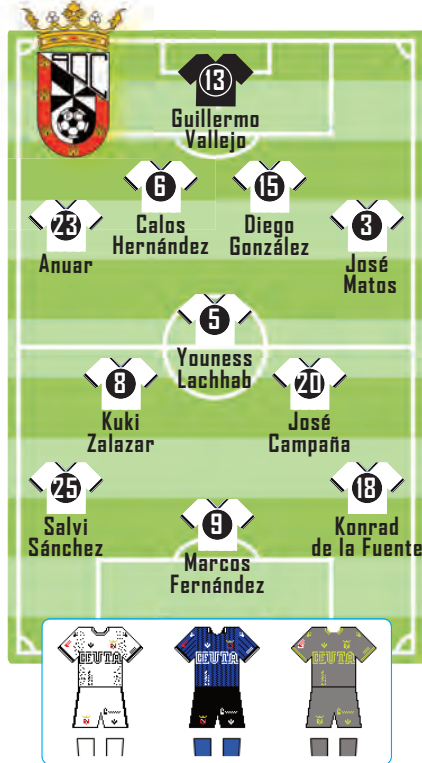 13
Guillermo
Vallejo
6
Calos
Hernández
15
Diego
González
23
Anuar
3
José
Matos
5
Youness
Lachhab
8
Kuki
Zalazar
20
José
Campaña
25
Salvi
Sánchez
9
Marcos
Fernández
18
Konrad
de la Fuente
CEUTA
CEUTA
CEUTA